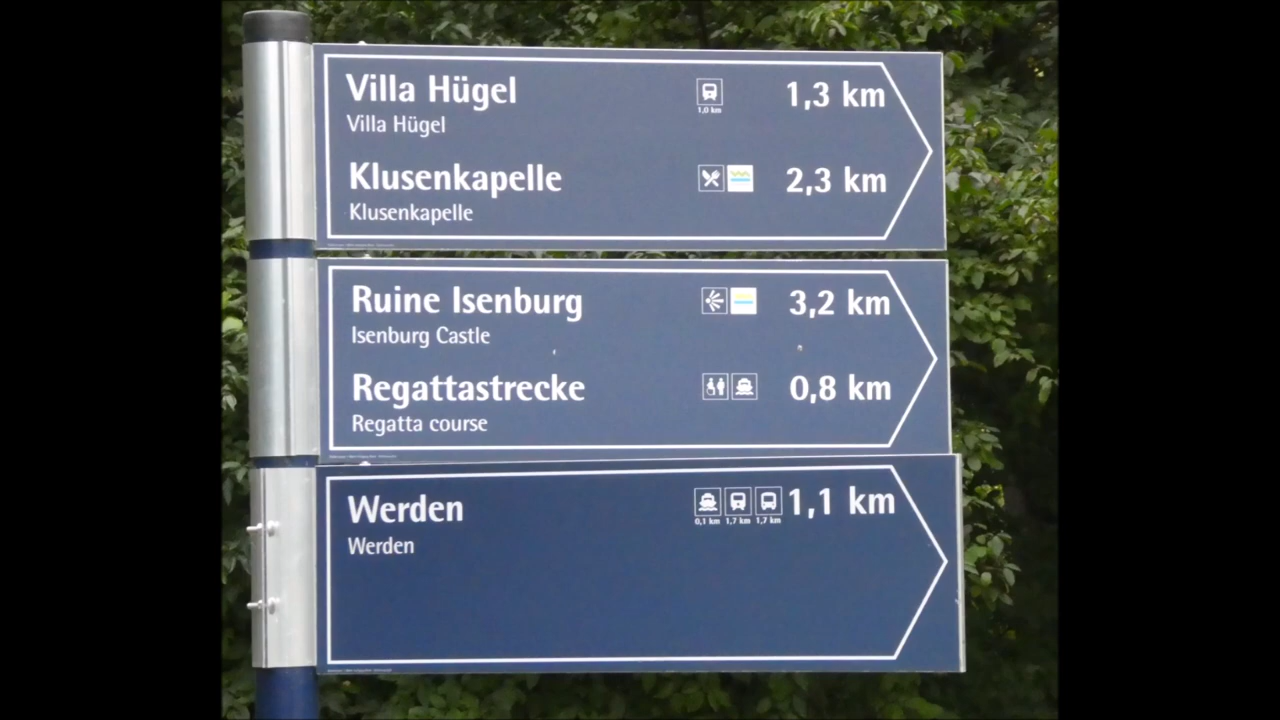 Villa Hügel
1,3 km
1,0 km
Villa Hügel
Klusenkapelle
2,3 km
Klusenkapelle
Ruine Isenburg
3,2 km
Isenburg Castle
Regattastrecke
0,8 km
Regatta course
Werden
1,1 km
0,1 km 1,7 km 1,7 km
Werden